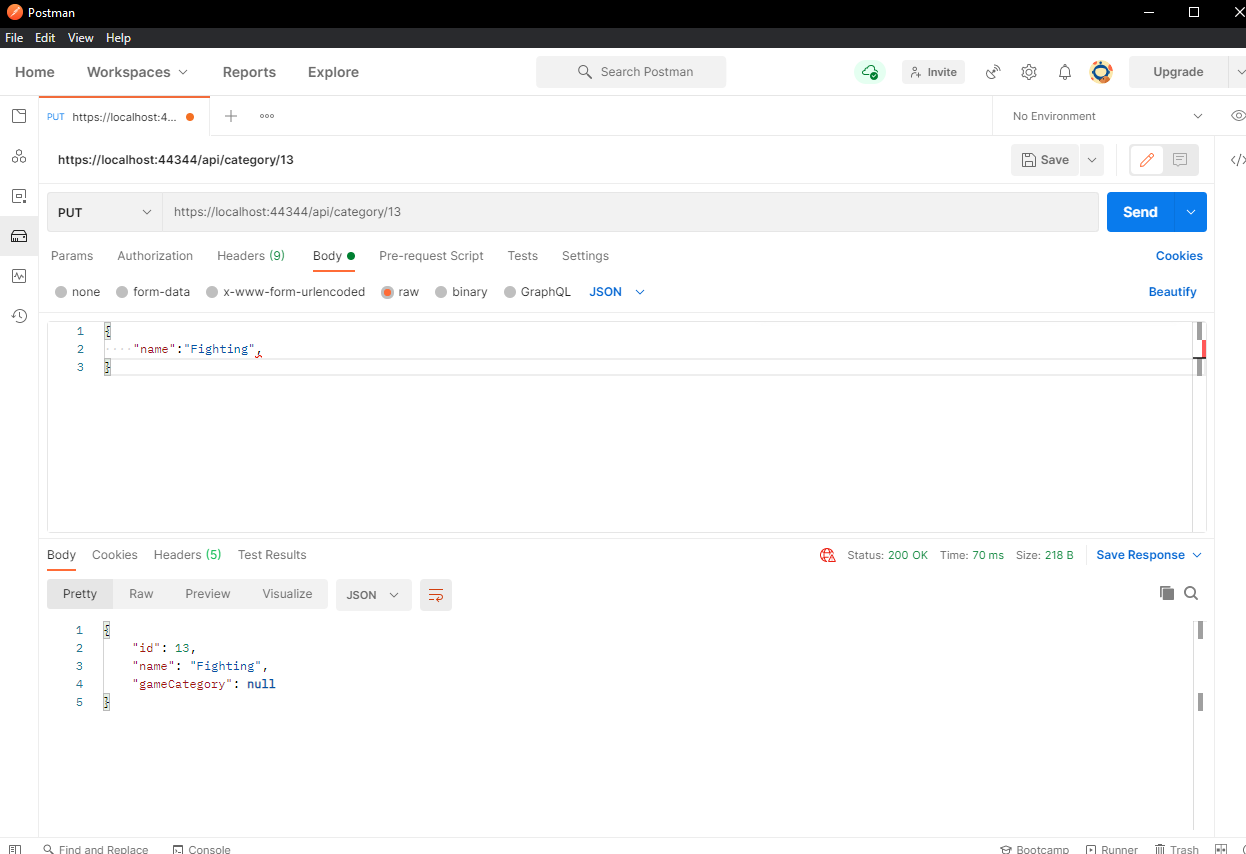 Postman
File Edit View Help
Home Workspaces Reports Explore Search Postman Invite Upgrade
PUT https://localhost:4... No Environment
https://localhost:44344/api/category/13 Save
PUT https://localhost:44344/api/category/13 Send
Params Authorization Headers (9) Body Pre-request Script Tests Settings Cookies
none form-data x-www-form-urlencoded raw binary GraphQL JSON Beautify
1 {
2 ····"name":"Fighting",
3 }
Body Cookies Headers (5) Test Results Status: 200 OK Time: 70 ms Size: 218 B Save Response
Pretty Raw Preview Visualize JSON
1 {
2 "id": 13,
3 "name": "Fighting",
4 "gameCategory": null
5 }
Find and Replace Console Bootcamp Runner Trash